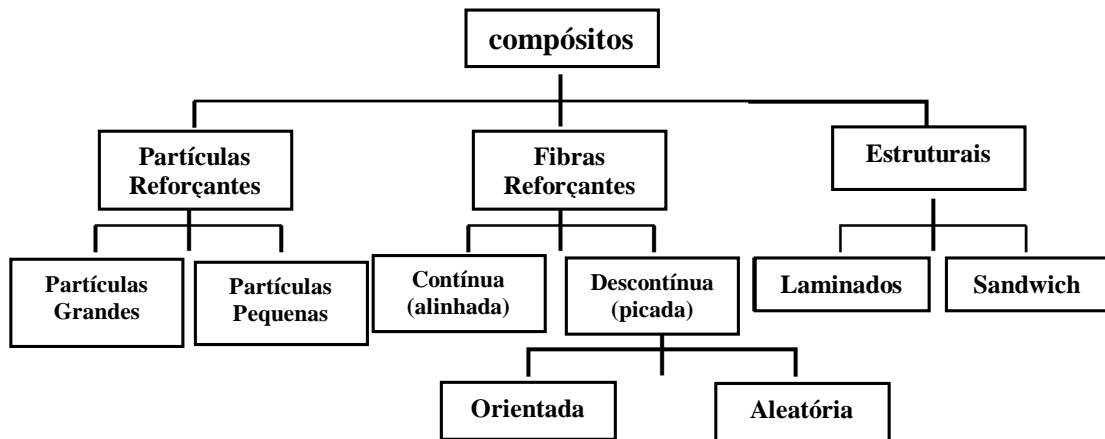 compósitos
Partículas
Reforçantes
Fibras
Reforçantes
Estruturais
Partículas
Grandes
Partículas
Pequenas
Contínua
(alinhada)
Descontínua
(picada)
Laminados
Sandwich
Orientada
Aleatória